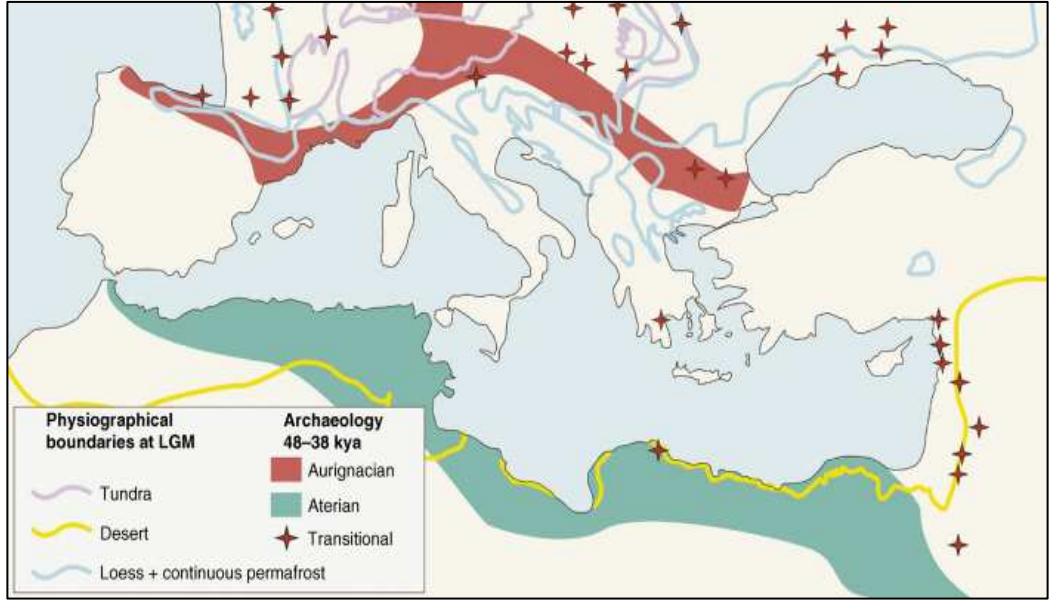 Physiographical
boundaries at LGM
Tundra
Desert
Loess + continuous permafrost
Archaeology
48–38 kya
Aurignacian
Aterian
Transitional